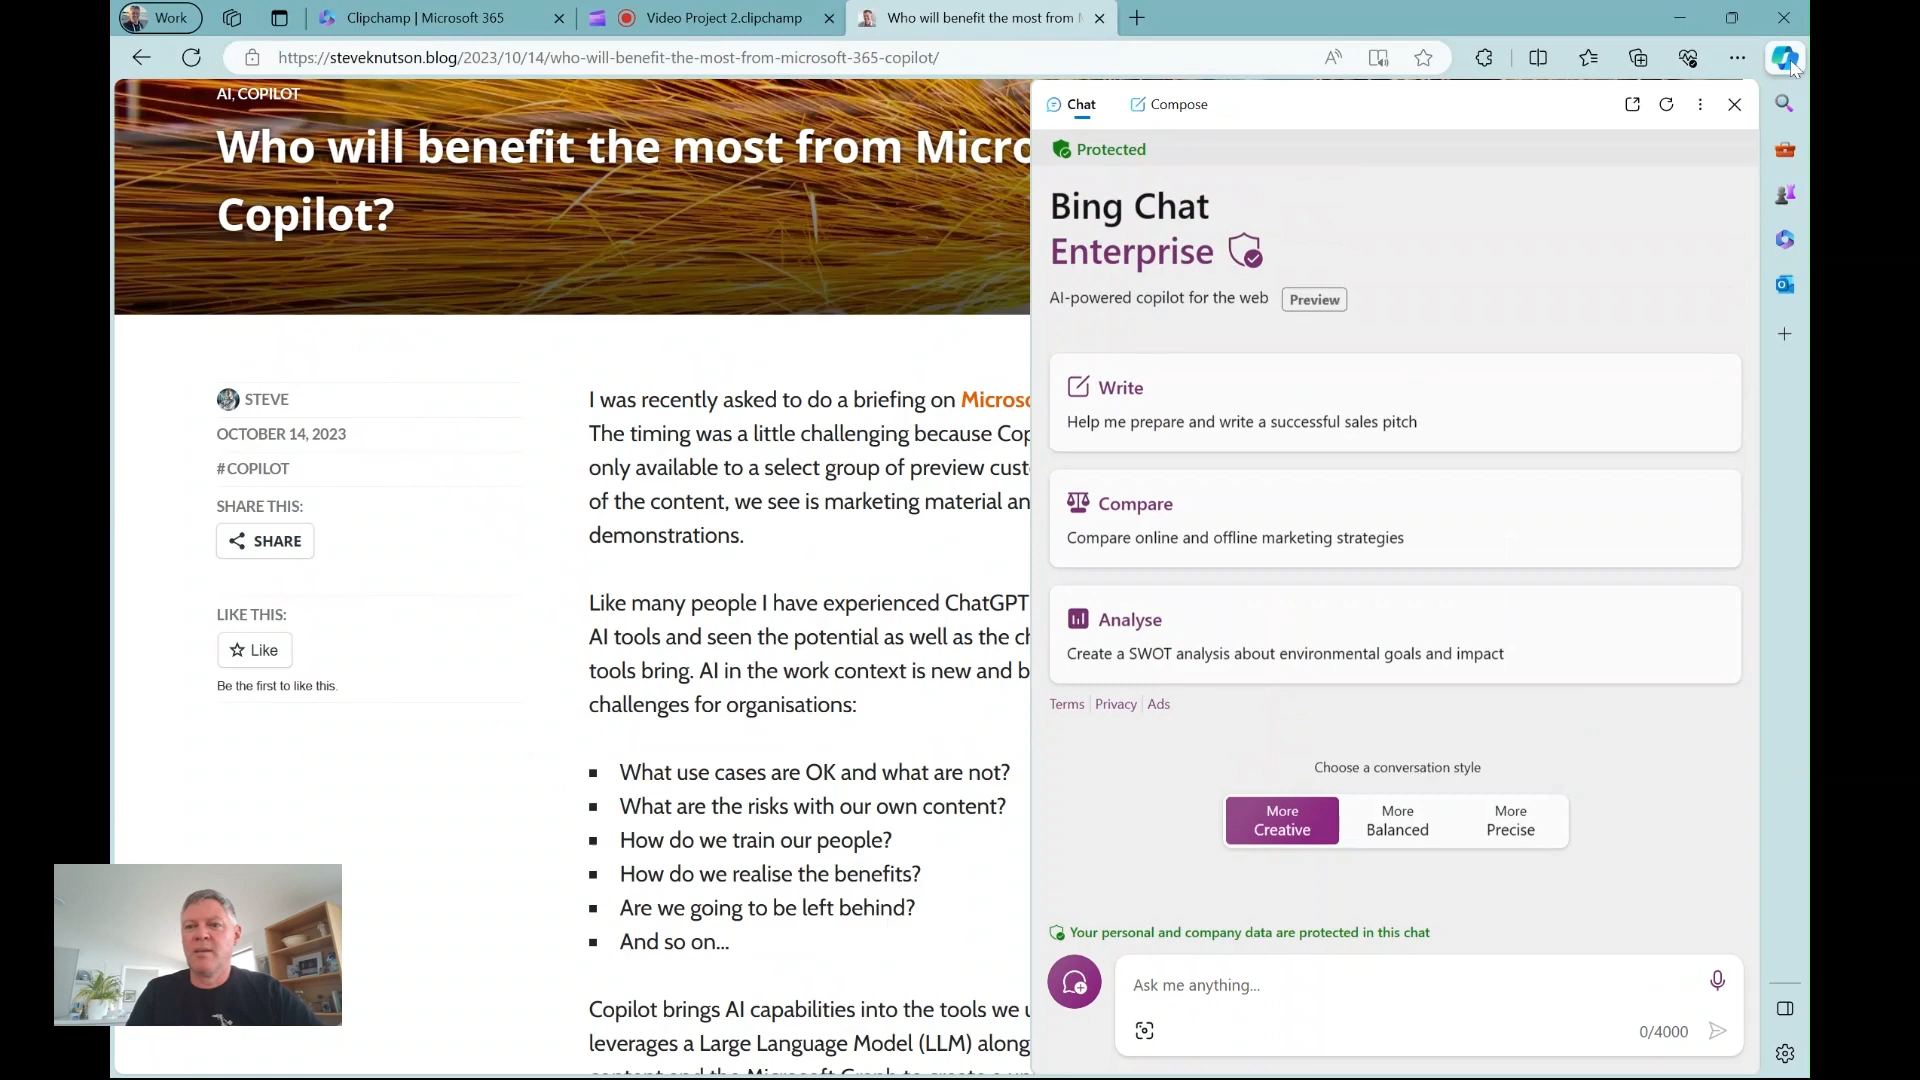 Work
Clipchamp | Microsoft 365
Video Project 2.clipchamp
Who will benefit the most from
https://steveknutson.blog/2023/10/14/who-will-benefit-the-most-from-microsoft-365-copilot/
AI, COPILOT
Who will benefit the most from Micro
Copilot?
STEVE
OCTOBER 14, 2023
#COPILOT
SHARE THIS:
SHARE
LIKE THIS:
Like
Be the first to like this.
I was recently asked to do a briefing on Microso
The timing was a little challenging because Cop
only available to a select group of preview cust
of the content, we see is marketing material an
demonstrations.
Like many people I have experienced ChatGPT
AI tools and seen the potential as well as the ch
tools bring. AI in the work context is new and b
challenges for organisations:
What use cases are OK and what are not?
What are the risks with our own content?
How do we train our people?
How do we realise the benefits?
Are we going to be left behind?
And so on...
Copilot brings AI capabilities into the tools we u
leverages a Large Language Model (LLM) along
content and the Microsoft Graph to create a
Chat
Compose
Protected
Bing Chat
Enterprise
AI-powered copilot for the web
Preview
Write
Help me prepare and write a successful sales pitch
Compare
Compare online and offline marketing strategies
Analyse
Create a SWOT analysis about environmental goals and impact
Terms Privacy Ads
Choose a conversation style
More Creative
More Balanced
More Precise
Your personal and company data are protected in this chat
Ask me anything...
0/4000